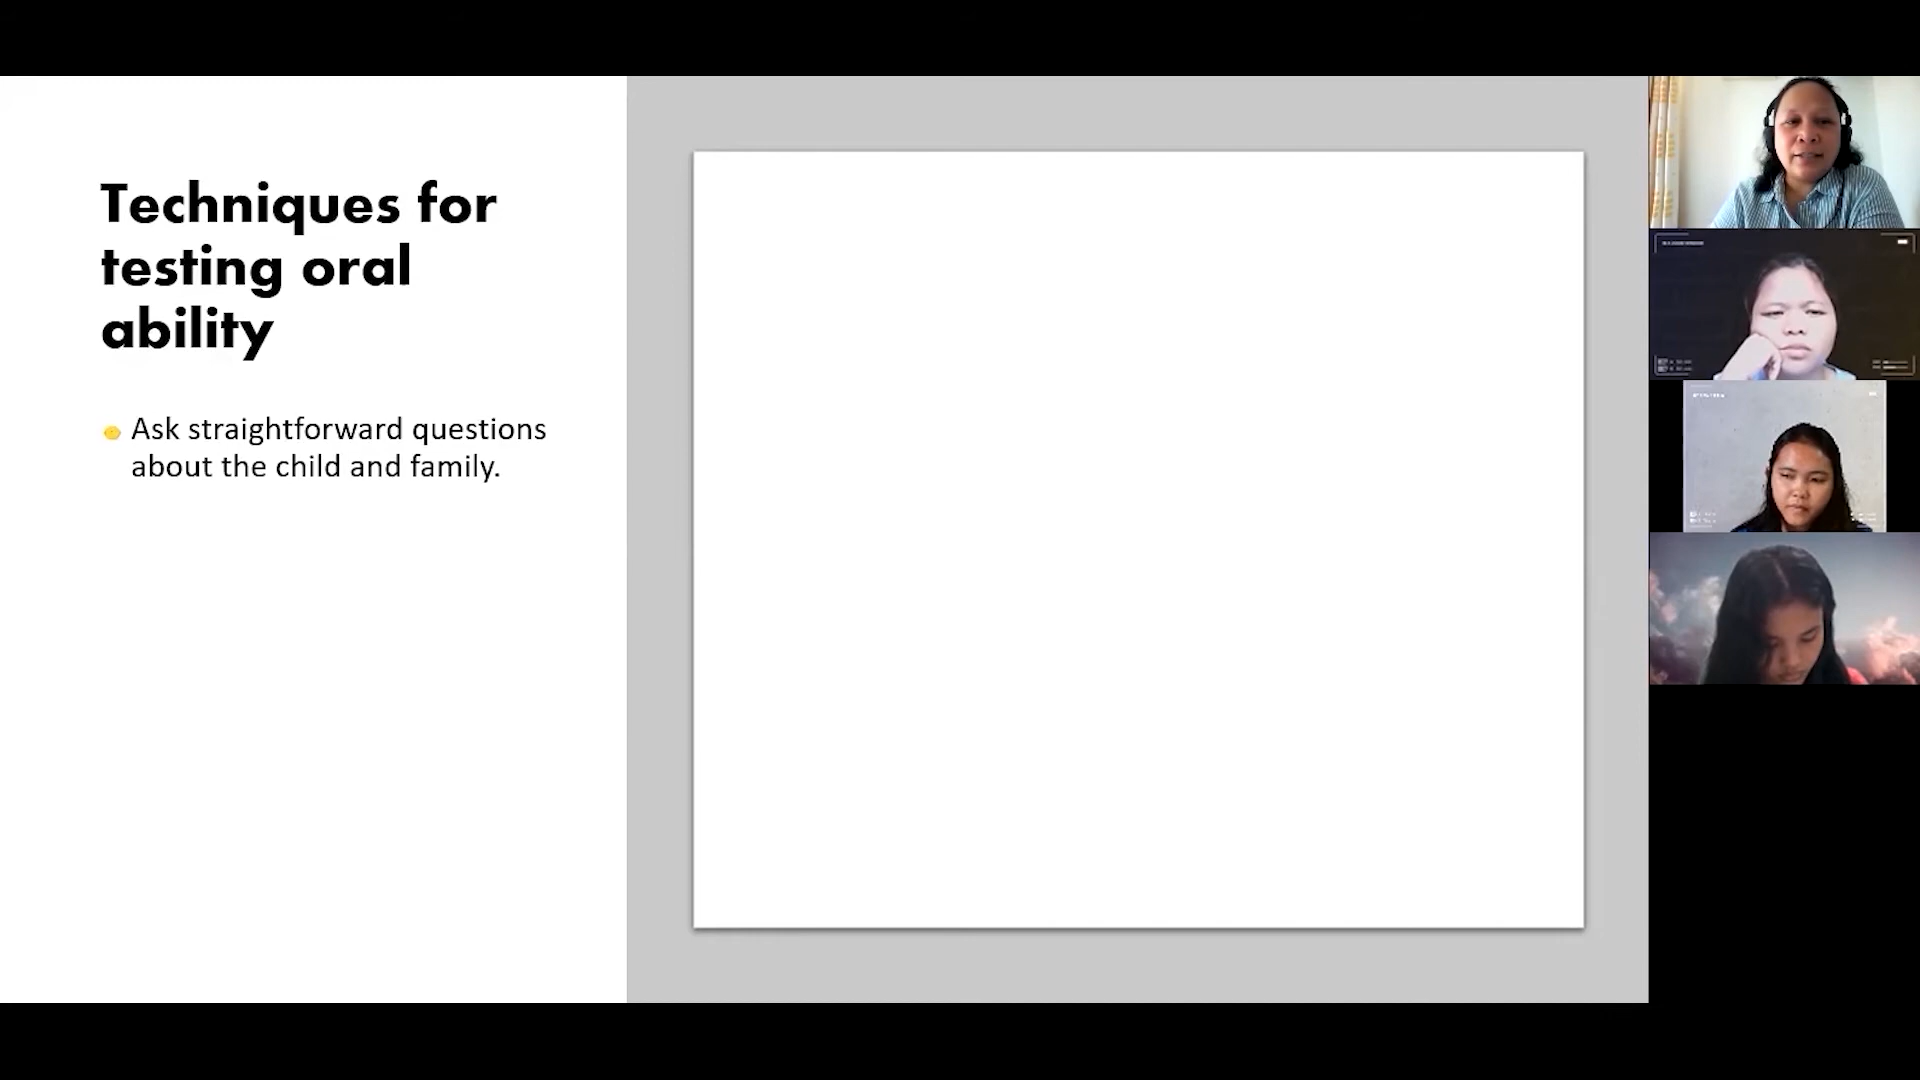 Techniques for
testing oral
ability
Ask straightforward questions
about the child and family.